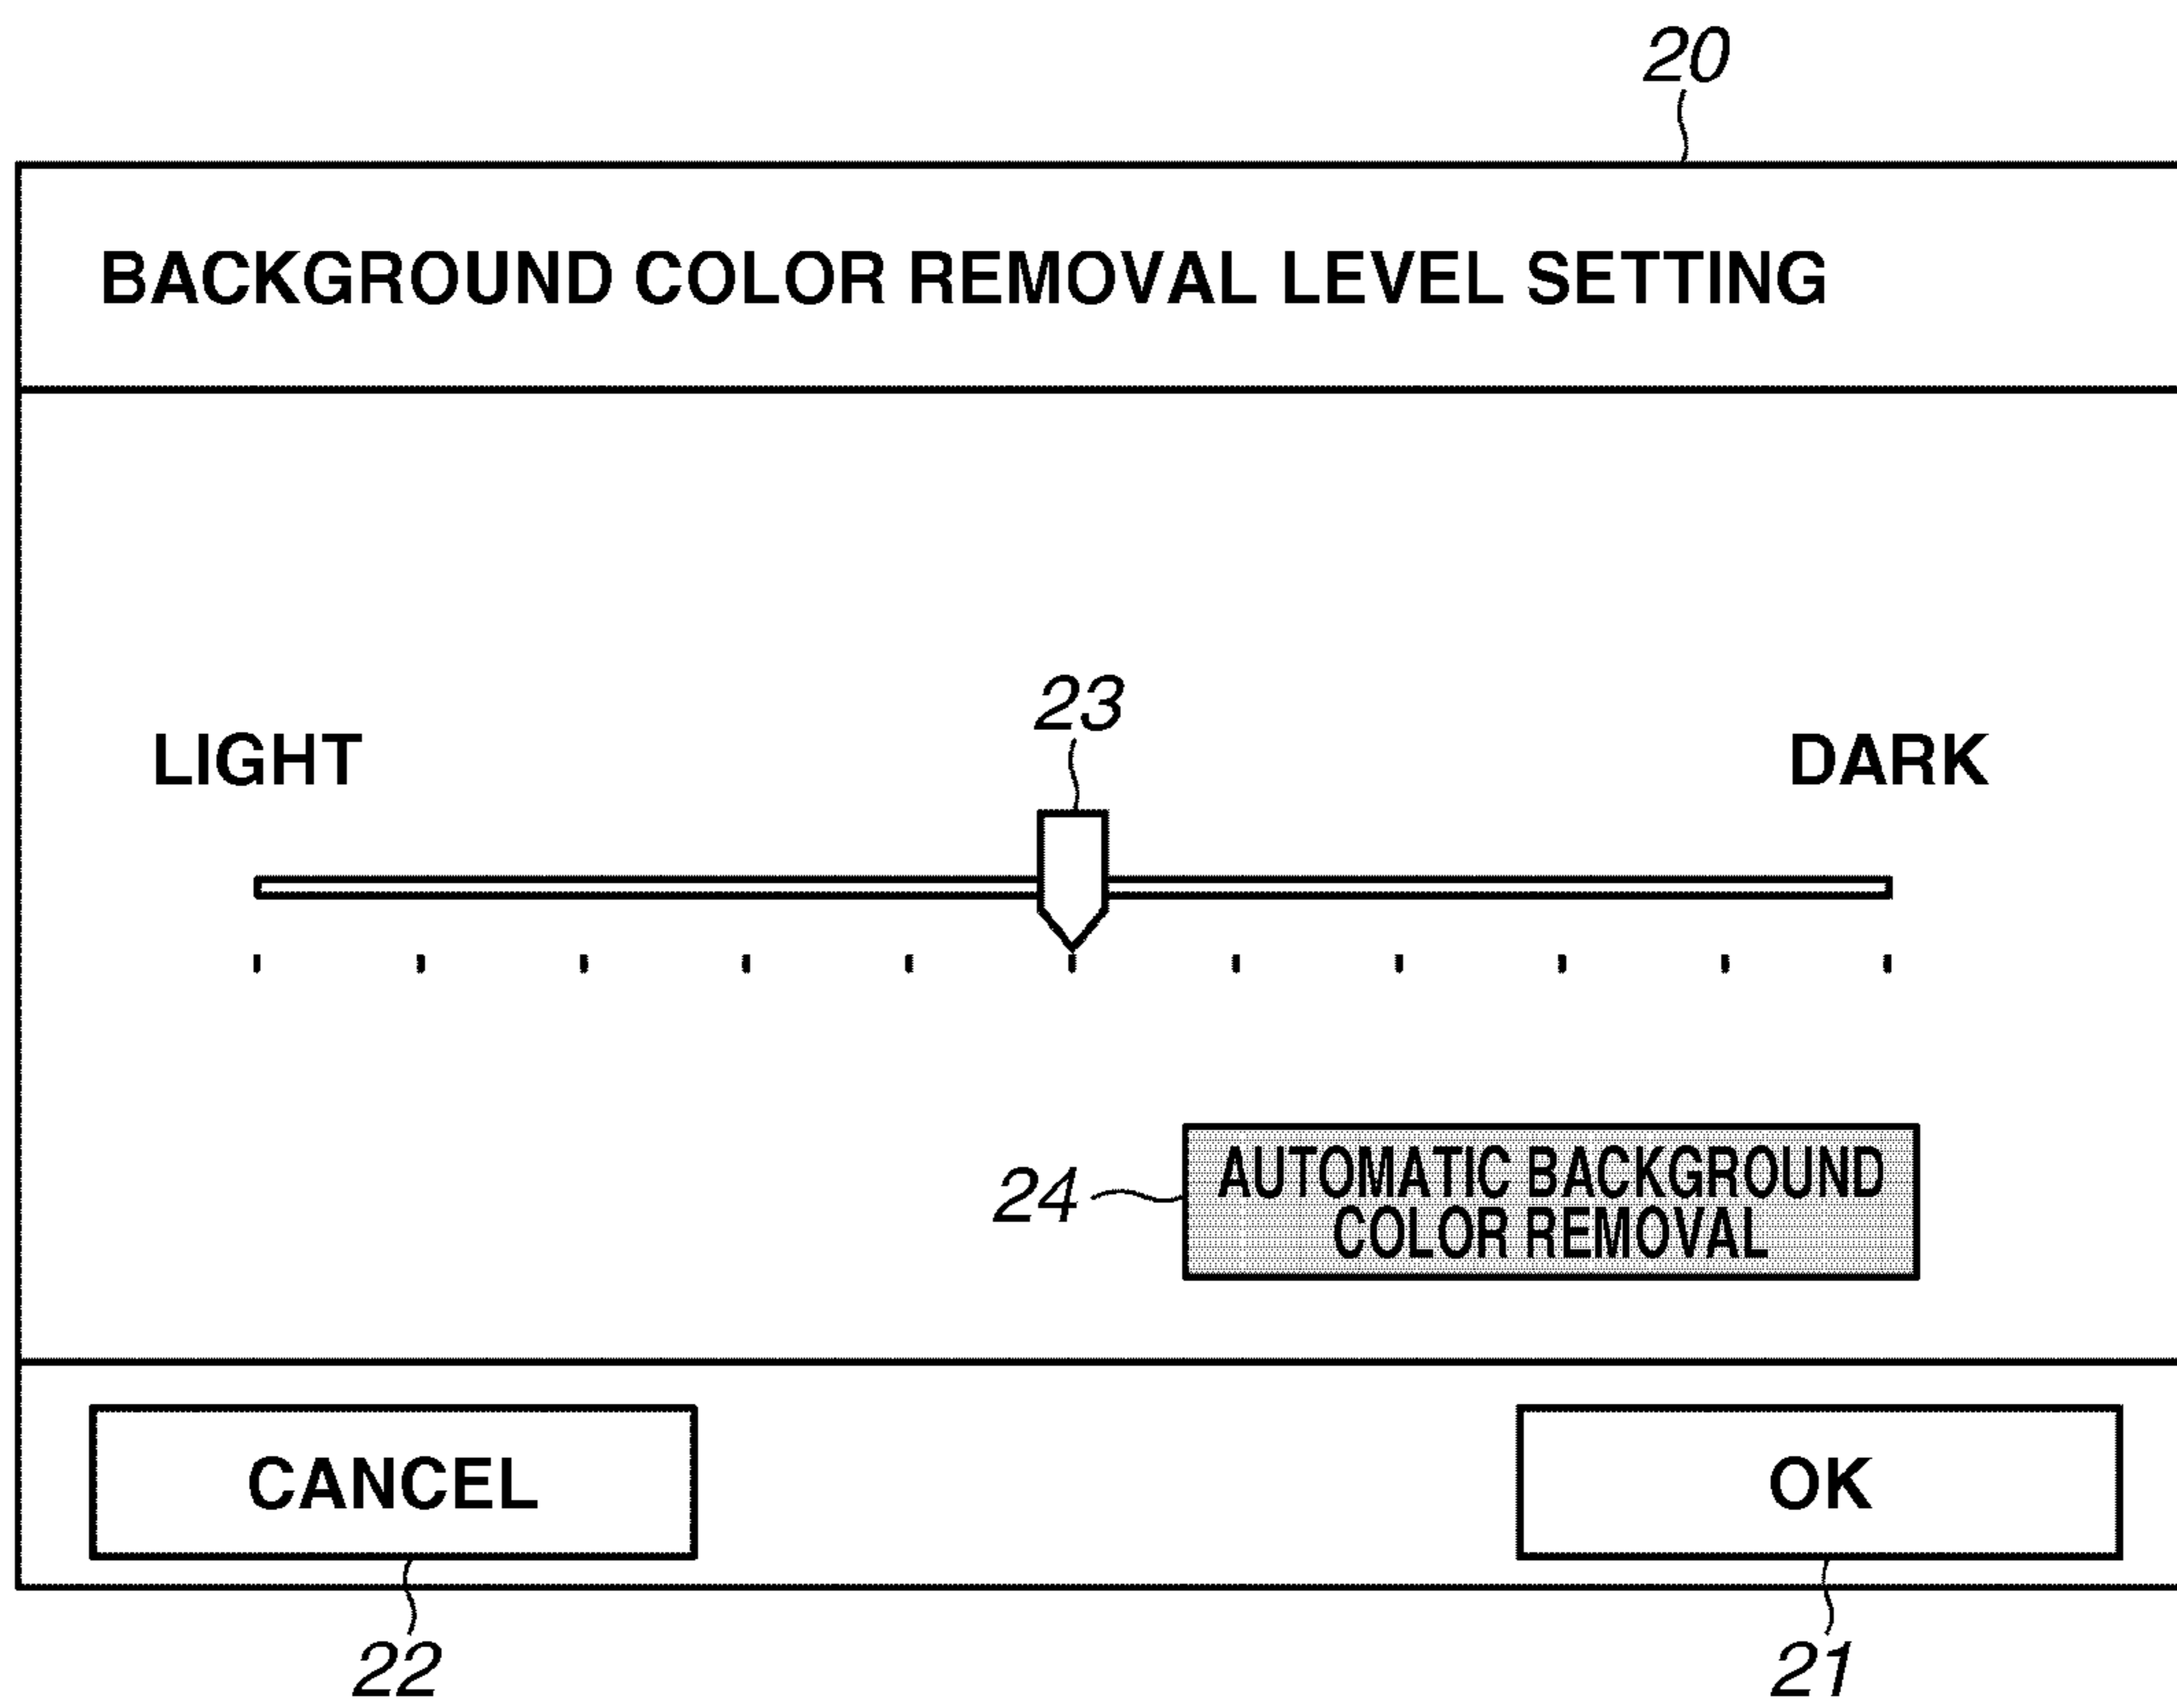 20
BACKGROUND COLOR REMOVAL LEVEL SETTING
23
LIGHT
DARK
24
AUTOMATIC BACKGROUND
COLOR REMOVAL
CANCEL
OK
22
21